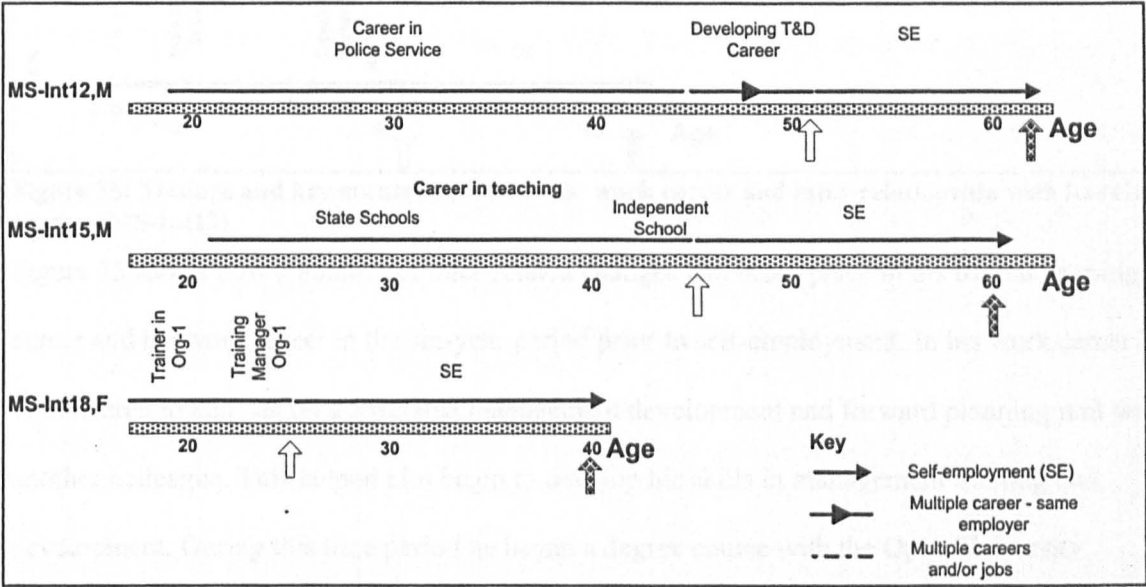 Career in
Police Service
Developing T&D
Career
SE
MS-Int12,M
20 30 40 50 60
Age
Career in teaching
State Schools
Independent
School
SE
MS-Int15,M
20 30 40 50 60
Age
Trainer in
Org-1
Training
Manager
Org-1
SE
MS-Int18,F
20 30 40
Age
Key
Self-employment (SE)
Multiple career - same
employer
Multiple careers
and/or jobs